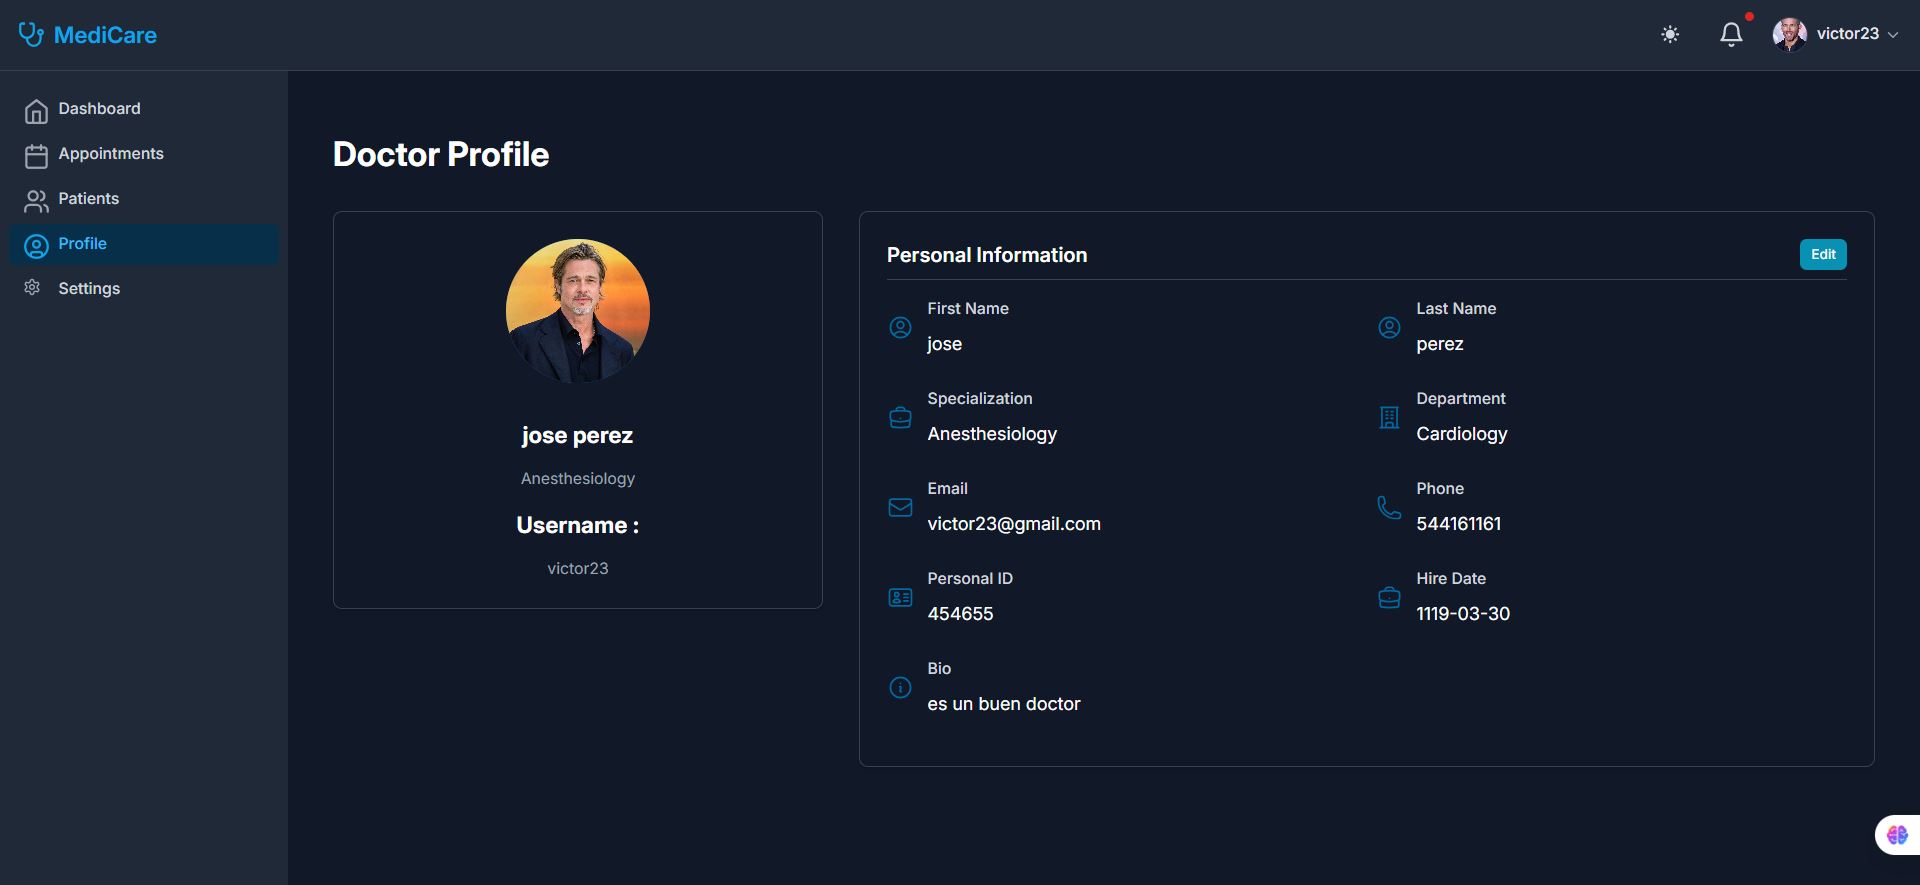 MediCare
victor23
Dashboard
Appointments
Patients
Profile
Settings
Doctor Profile
jose perez
Anesthesiology
Username :
victor23
Personal Information
Edit
First Name
jose
Last Name
perez
Specialization
Anesthesiology
Department
Cardiology
Email
victor23@gmail.com
Phone
544161161
Personal ID
454655
Hire Date
1119-03-30
Bio
es un buen doctor